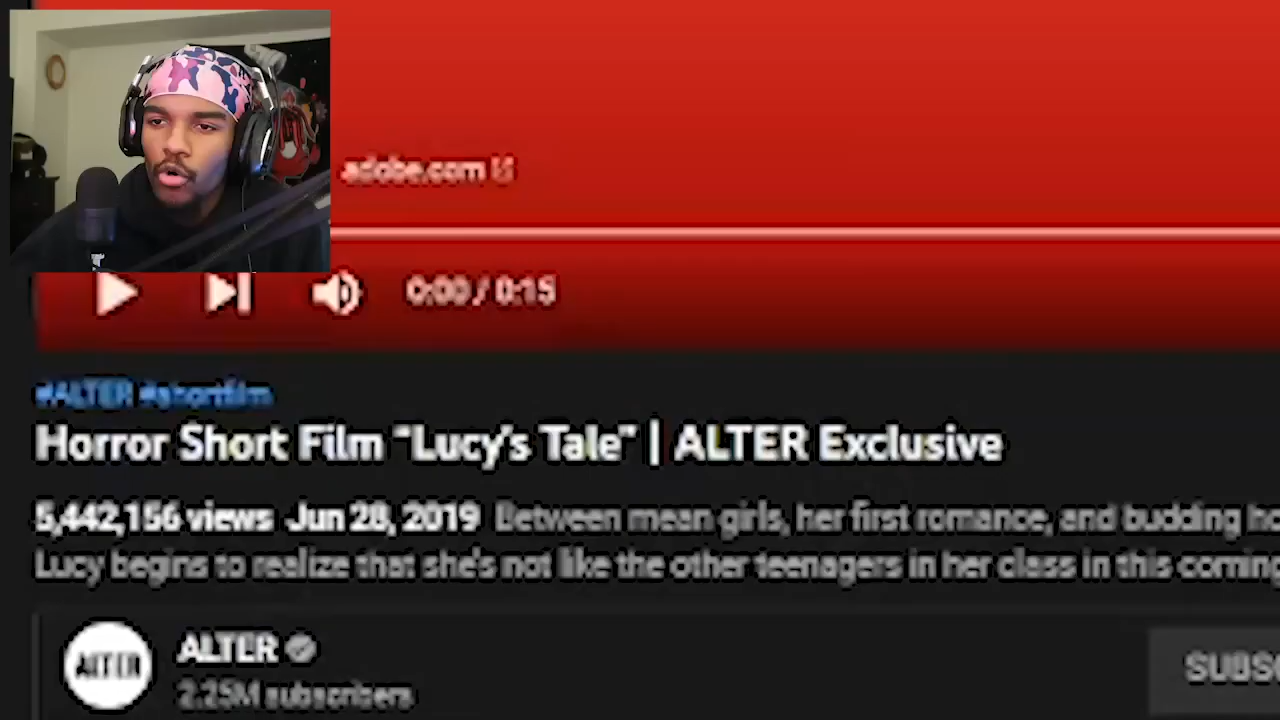 adobe.com
0:00 / 0:15
#ALTER #shortfilm
Horror Short Film “Lucy’s Tale” | ALTER Exclusive
5,442,156 views Jun 28, 2019 Between mean girls, her first romance, and budding
Lucy begins to realize that she's not like the other teenagers in her class in this coming
ALTER
ALTER
2.25M subscribers
SUBSC